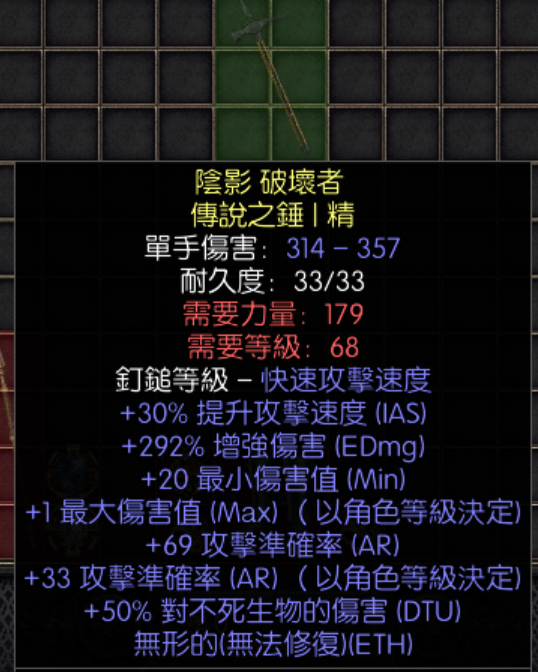 陰影 破壞者
傳說之錘 | 精
單手傷害: 314 – 357
耐久度: 33/33
需要力量: 179
需要等級: 68
釘鎚等級 – 快速攻擊速度
+30% 提升攻擊速度 (IAS)
+292% 增強傷害 (EDmg)
+20 最小傷害值 (Min)
+1 最大傷害值 (Max) （以角色等級決定)
+69 攻擊準確率 (AR)
+33 攻擊準確率 (AR) （以角色等級決定)
+50% 對不死生物的傷害 (DTU)
無形的(無法修復)(ETH)